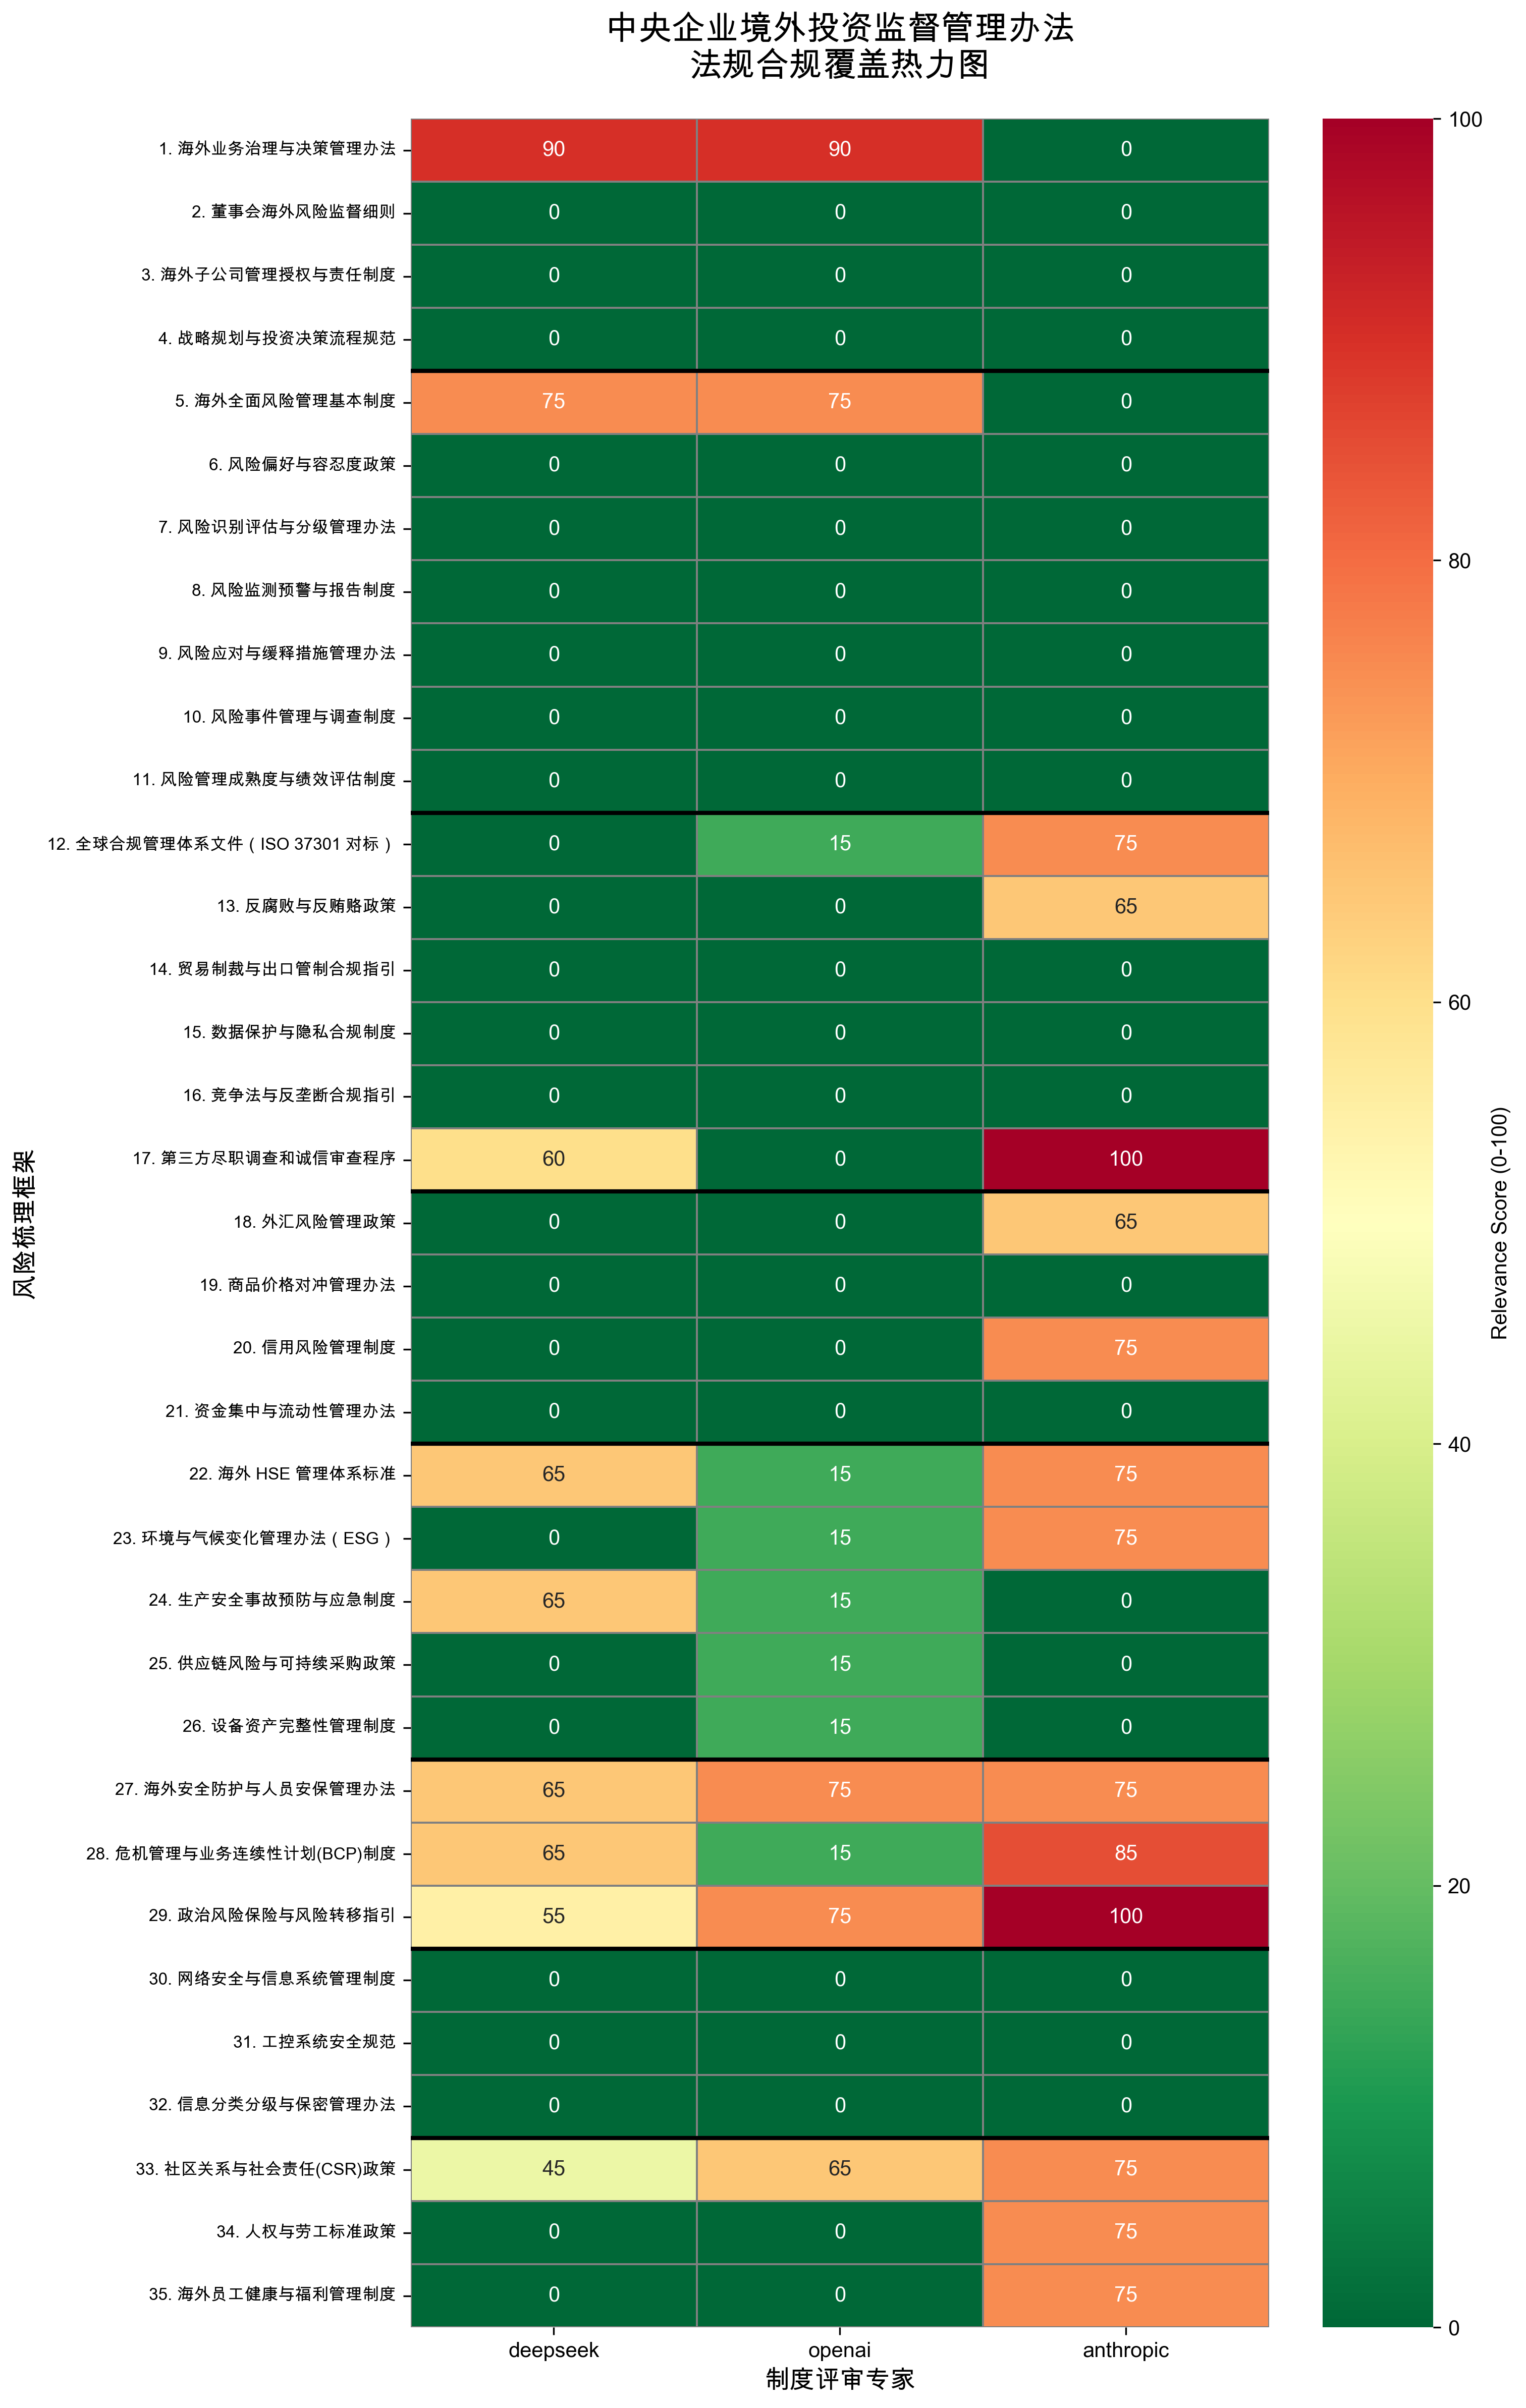 中央企业境外投资监督管理办法
法规合规覆盖热力图
1. 海外业务治理与决策管理办法 90 90 0
2. 董事会海外风险监督细则 0 0 0
3. 海外子公司管理授权与责任制度 0 0 0
4. 战略规划与投资决策流程规范 0 0 0
5. 海外全面风险管理基本制度 75 75 0
6. 风险偏好与容忍度政策 0 0 0
7. 风险识别评估与分级管理办法 0 0 0
8. 风险监测预警与报告制度 0 0 0
9. 风险应对与缓释措施管理办法 0 0 0
10. 风险事件管理与调查制度 0 0 0
11. 风险管理成熟度与绩效评估制度 0 0 0
12. 全球合规管理体系文件（ISO 37301 对标） 0 15 75
13. 反腐败与反贿赂政策 0 0 65
14. 贸易制裁与出口管制合规指引 0 0 0
15. 数据保护与隐私合规制度 0 0 0
16. 竞争法与反垄断合规指引 0 0 0
17. 第三方尽职调查和诚信审查程序 60 0 100
18. 外汇风险管理政策 0 0 65
19. 商品价格对冲管理办法 0 0 0
20. 信用风险管理制度 0 0 75
21. 资金集中与流动性管理办法 0 0 0
22. 海外 HSE 管理体系标准 65 15 75
23. 环境与气候变化管理办法（ESG） 0 15 75
24. 生产安全事故预防与应急制度 65 15 0
25. 供应链风险与可持续采购政策 0 15 0
26. 设备资产完整性管理制度 0 15 0
27. 海外安全防护与人员安保管理办法 65 75 75
28. 危机管理与业务连续性计划(BCP)制度 65 15 85
29. 政治风险保险与风险转移指引 55 75 100
30. 网络安全与信息系统管理制度 0 0 0
31. 工控系统安全规范 0 0 0
32. 信息分类分级与保密管理办法 0 0 0
33. 社区关系与社会责任(CSR)政策 45 65 75
34. 人权与劳工标准政策 0 0 75
35. 海外员工健康与福利管理制度 0 0 75
deepseek openai anthropic
制度评审专家
风险梳理框架
100
80
60
40
20
0
Relevance Score (0-100)